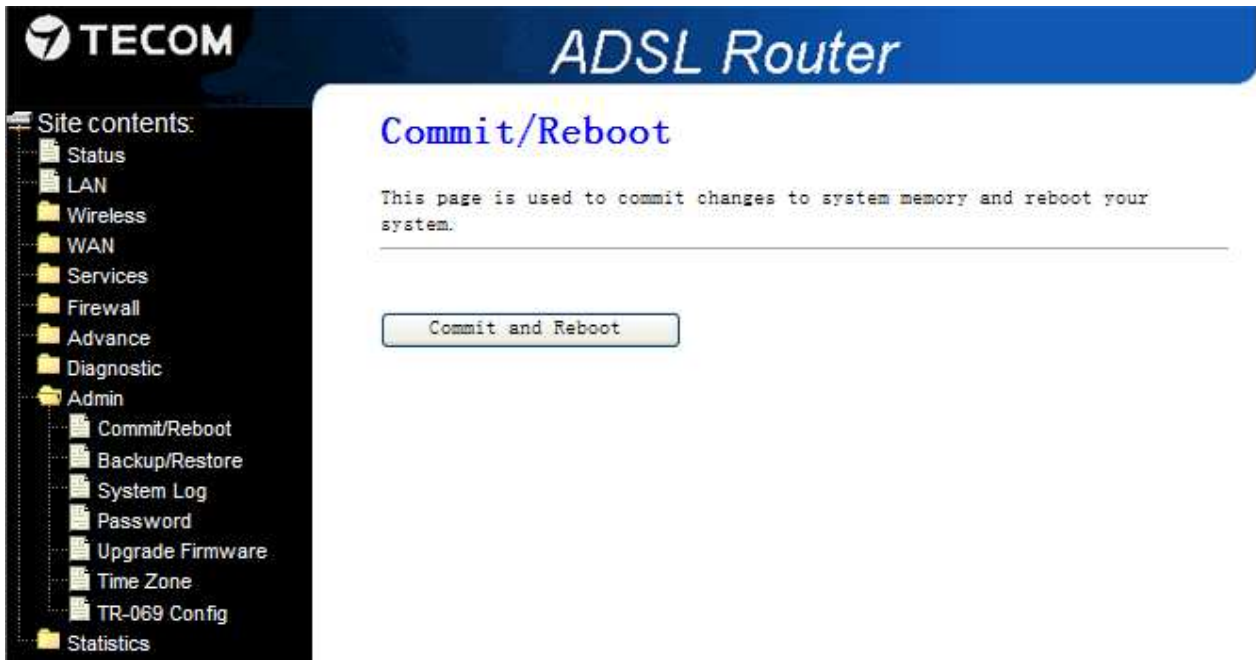 TECOM
ADSL Router
Site contents:
Status
LAN
Wireless
WAN
Services
Firewall
Advance
Diagnostic
Admin
Commit/Reboot
Backup/Restore
System Log
Password
Upgrade Firmware
Time Zone
TR-069 Config
Statistics
Commit/Reboot
This page is used to commit changes to system memory and reboot your
system.
Commit and Reboot